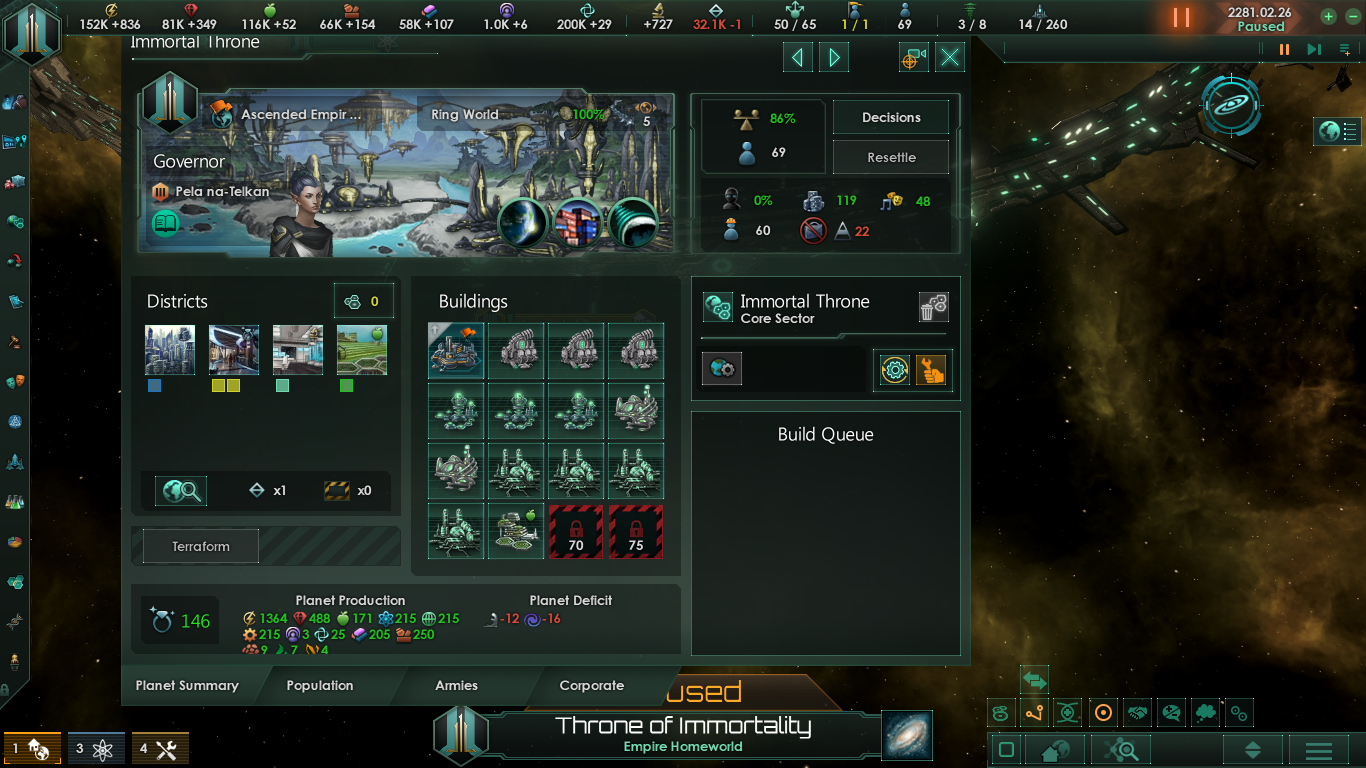 152K +836 81K +349 116K +52 66K +154 58K +107 1.0K +6 200K +29 +727 32.1K -1 50 / 65 1 / 1 69 3 / 8 14 / 260
2281.02.26
Paused
Immortal Throne
Ascended Empir ... Ring World 100% 5
Governor
Pela na-Telkan
86%
69
Decisions
Resettle
0% 119 48
60 22
Districts 0
Buildings
Immortal Throne
Core Sector
Build Queue
x1 x0
70 75
Terraform
146
Planet Production
1364 488 171 215 215
215 3 25 205 250
9 7 4
Planet Deficit
-12 -16
Planet Summary Population Armies Corporate
used
Throne of Immortality
Empire Homeworld
1 3 4